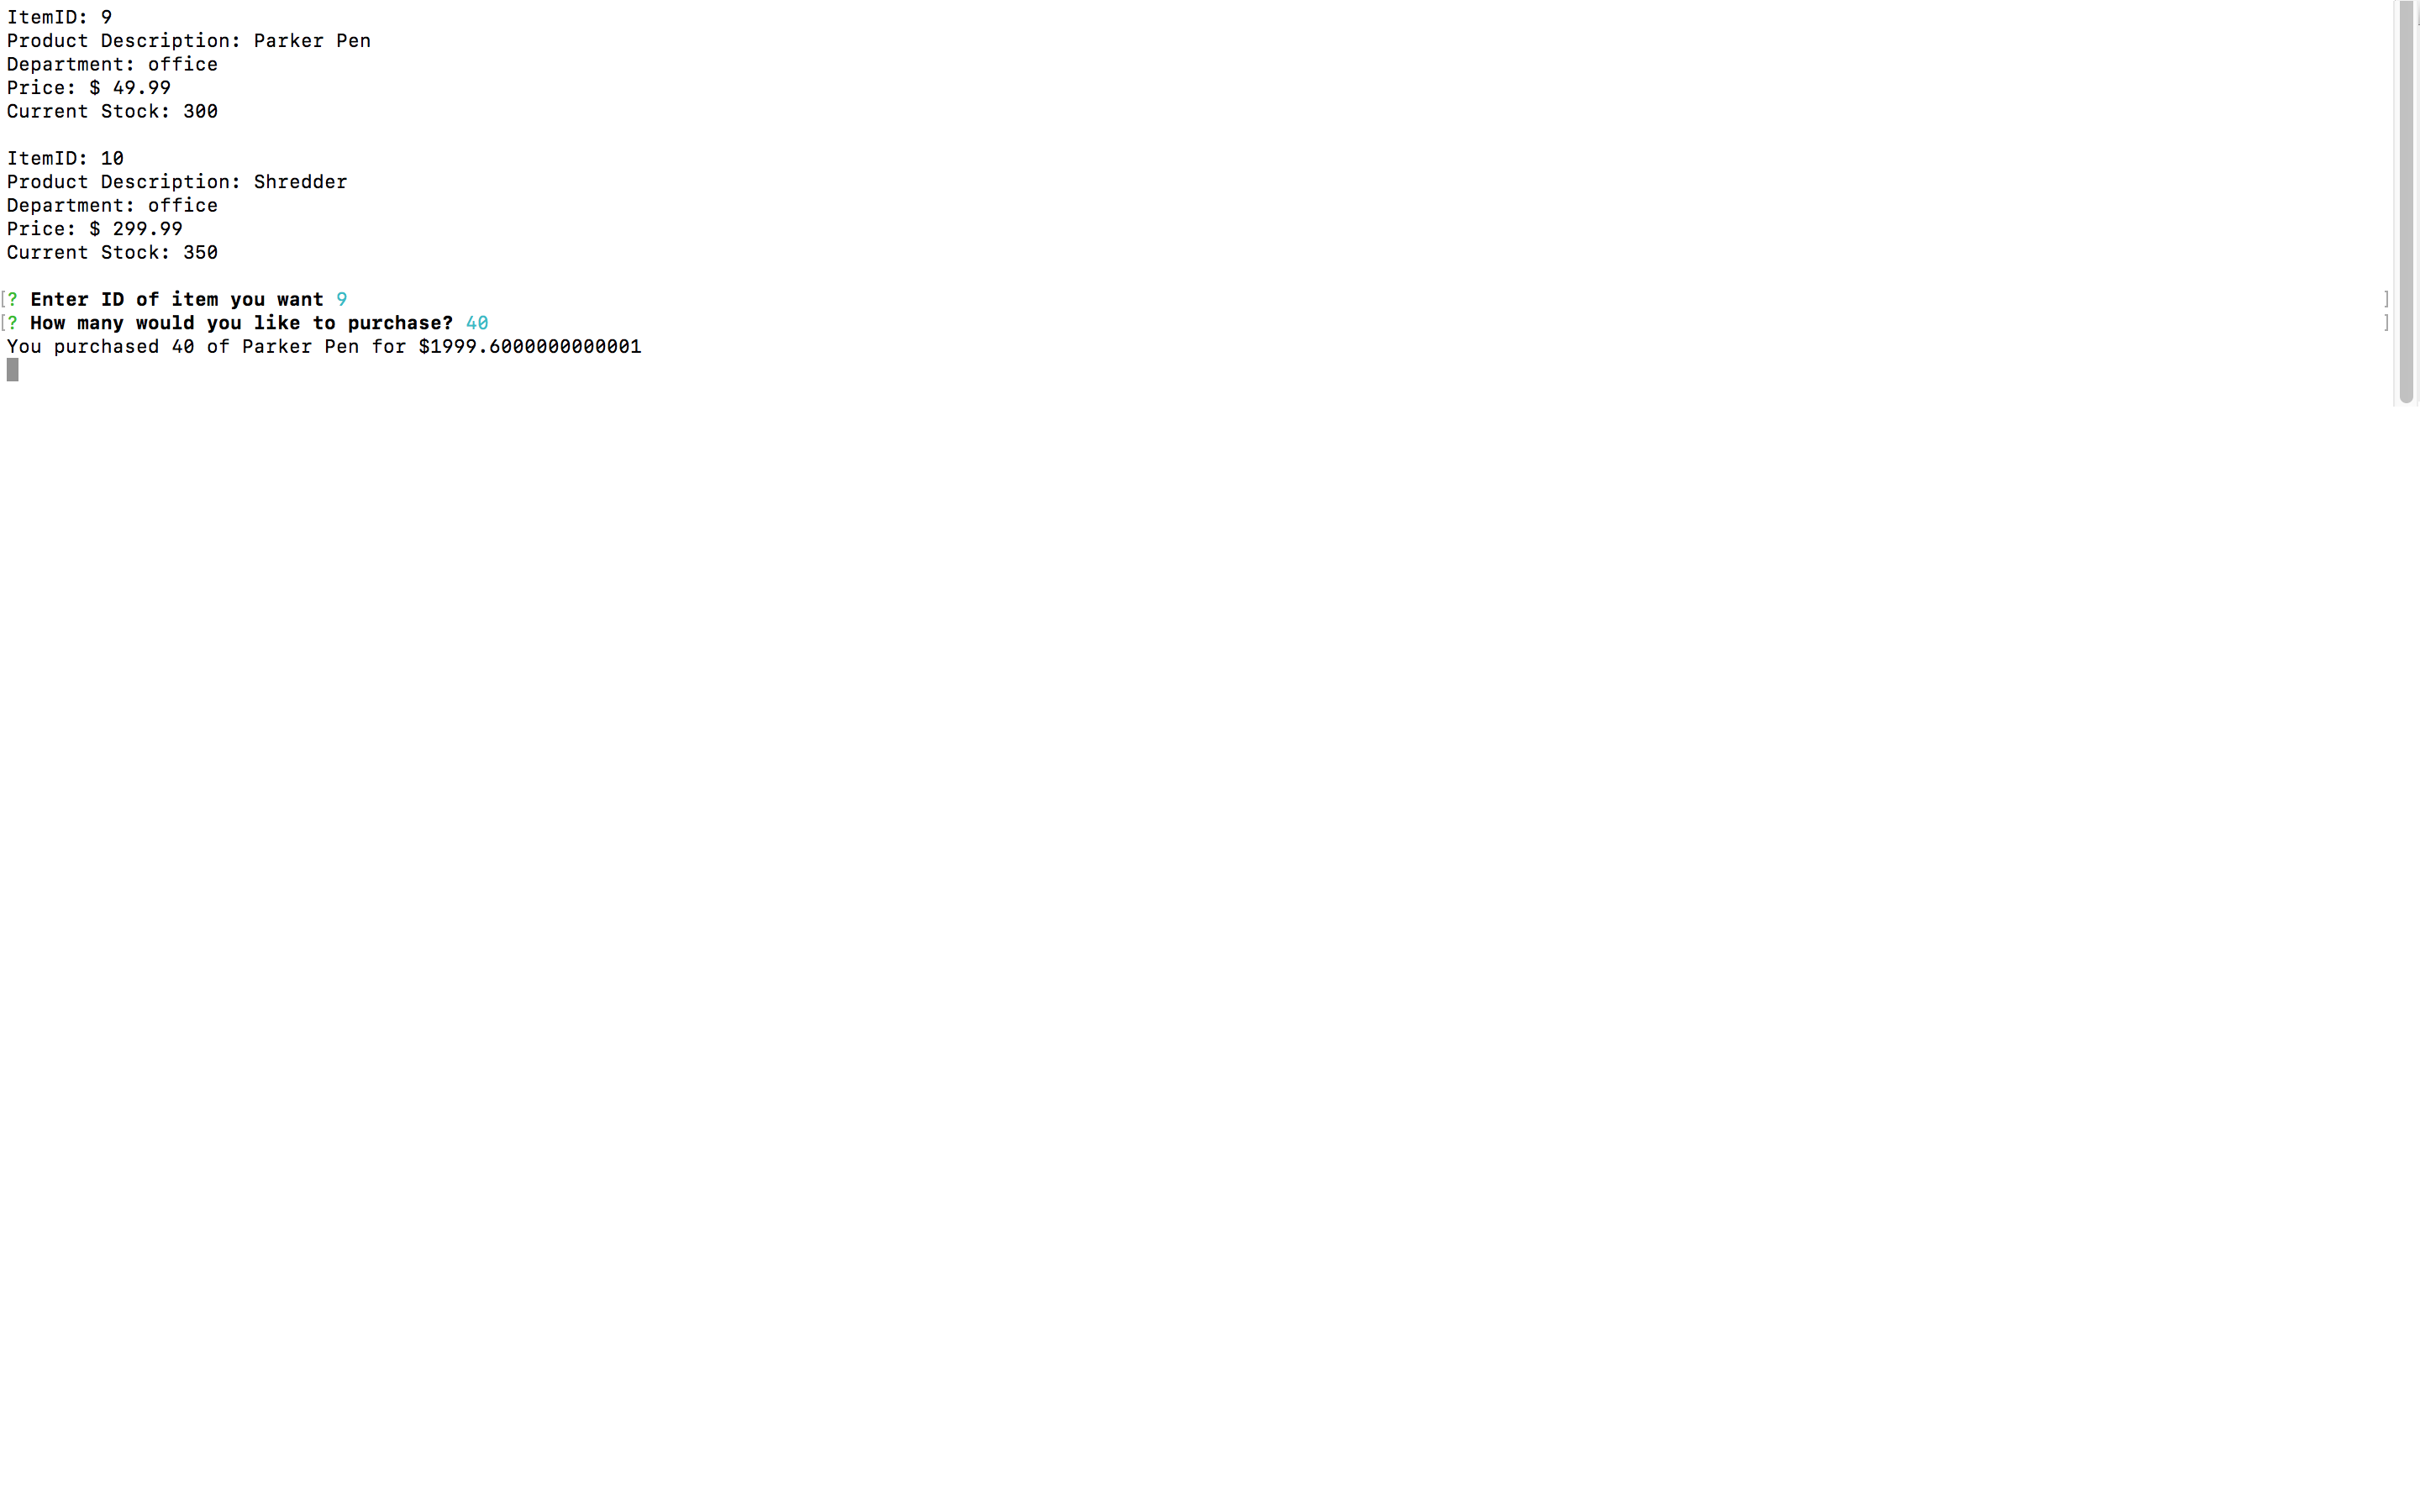 ItemID: 9
Product Description: Parker Pen
Department: office
Price: $ 49.99
Current Stock: 300
ItemID: 10
Product Description: Shredder
Department: office
Price: $ 299.99
Current Stock: 350
[? Enter ID of item you want 9 ]
[? How many would you like to purchase? 40 ]
You purchased 40 of Parker Pen for $1999.6000000000001